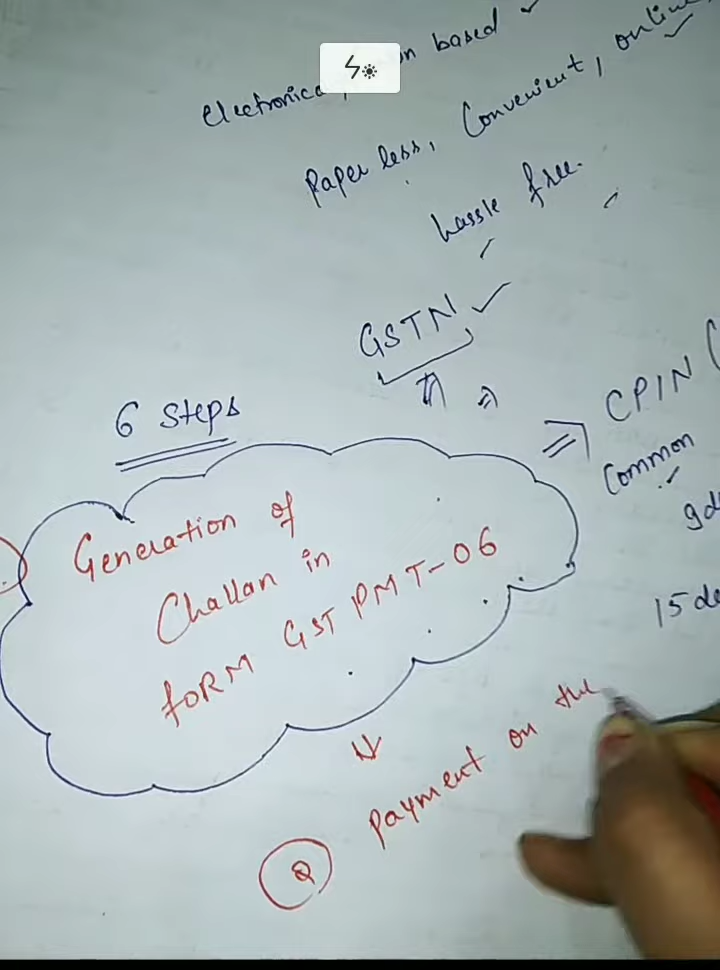 based
Paper less, Convenient, online
hassle free.
GSTN
6 Steps
CPIN (
Common
Generation of
Challan in
FORM GST PMT-06
15
② Payment on the